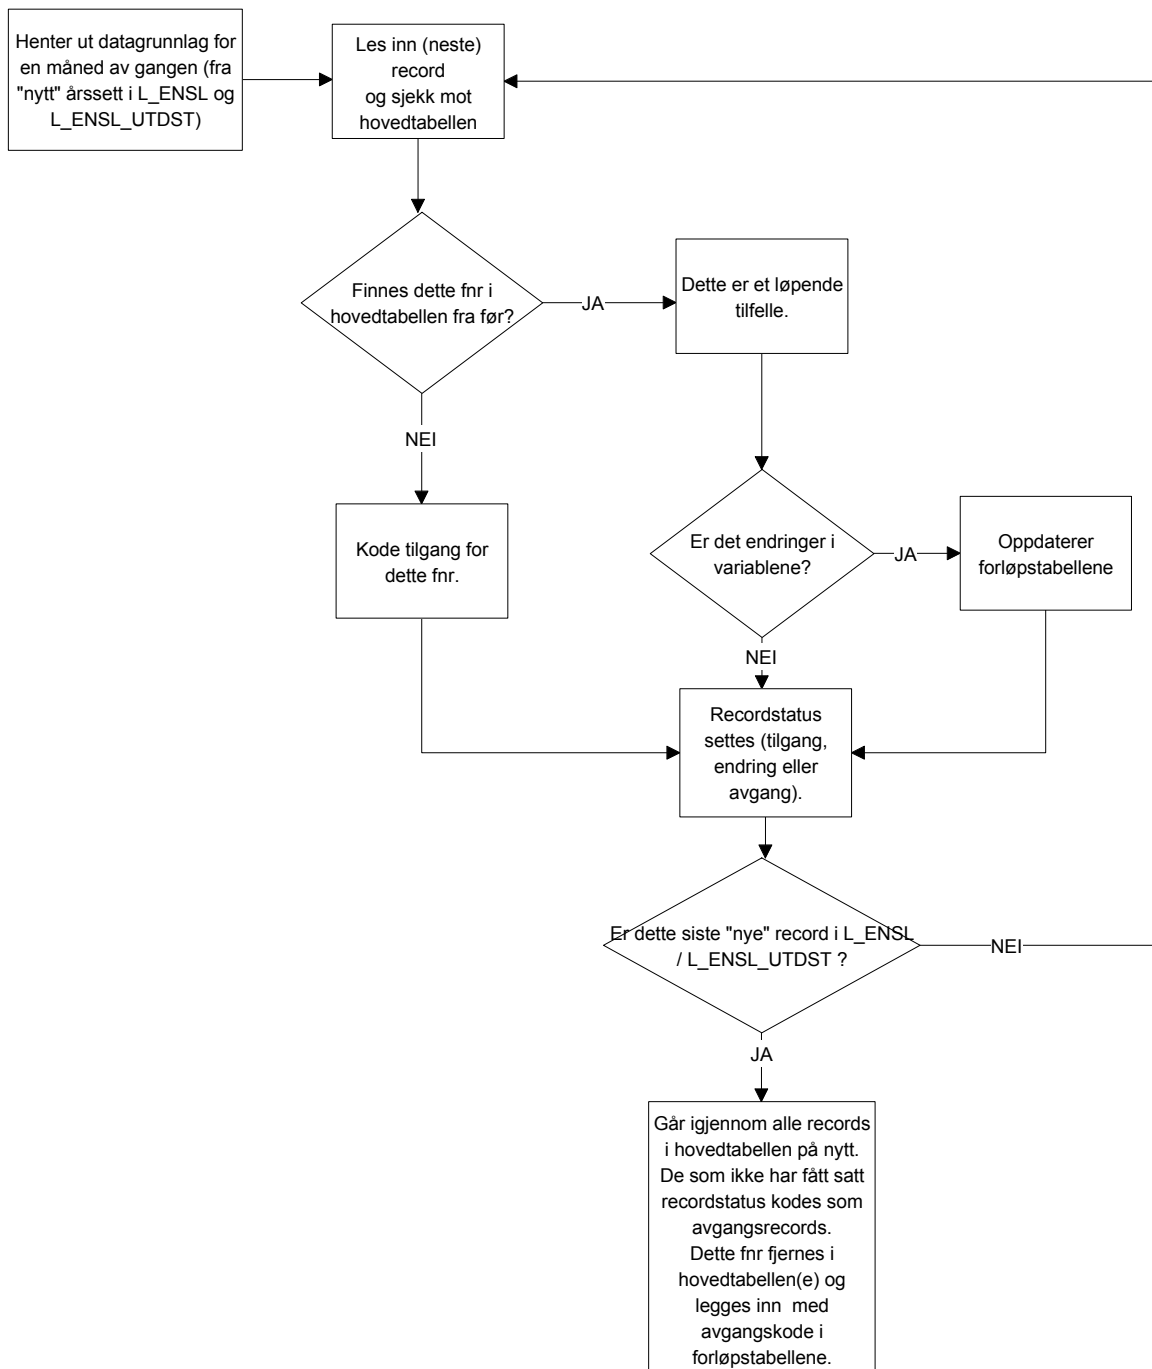 Henter ut datagrunnlag for
en måned av gangen (fra
"nytt" årssett i L_ENSL og
L_ENSL_UTDST)
Les inn (neste)
record
og sjekk mot
hovedtabellen
Finnes dette fnr i
hovedtabellen fra før?
JA
Dette er et løpende
tilfelle.
NEI
Kode tilgang for
dette fnr.
Er det endringer i
variablene?
JA
Oppdaterer
forløpstabellene
NEI
Recordstatus
settes (tilgang,
endring eller
avgang).
Er dette siste "nye" record i L_ENSL
/ L_ENSL_UTDST ?
NEI
JA
Går igjennom alle records
i hovedtabellen på nytt.
De som ikke har fått satt
recordstatus kodes som
avgangsrecords.
Dette fnr fjernes i
hovedtabellen(e) og
legges inn  med
avgangskode i
forløpstabellene.